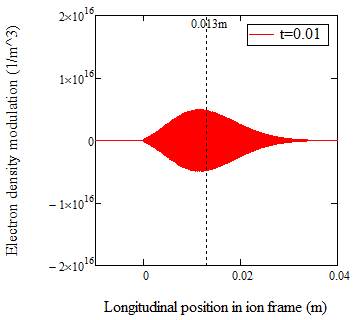 2×10^16
0.013m
t=0.01
1×10^16
0
−1×10^16
−2×10^16
0 0.02 0.04
Longitudinal position in ion frame (m)
Electron density modulation (1/m^3)